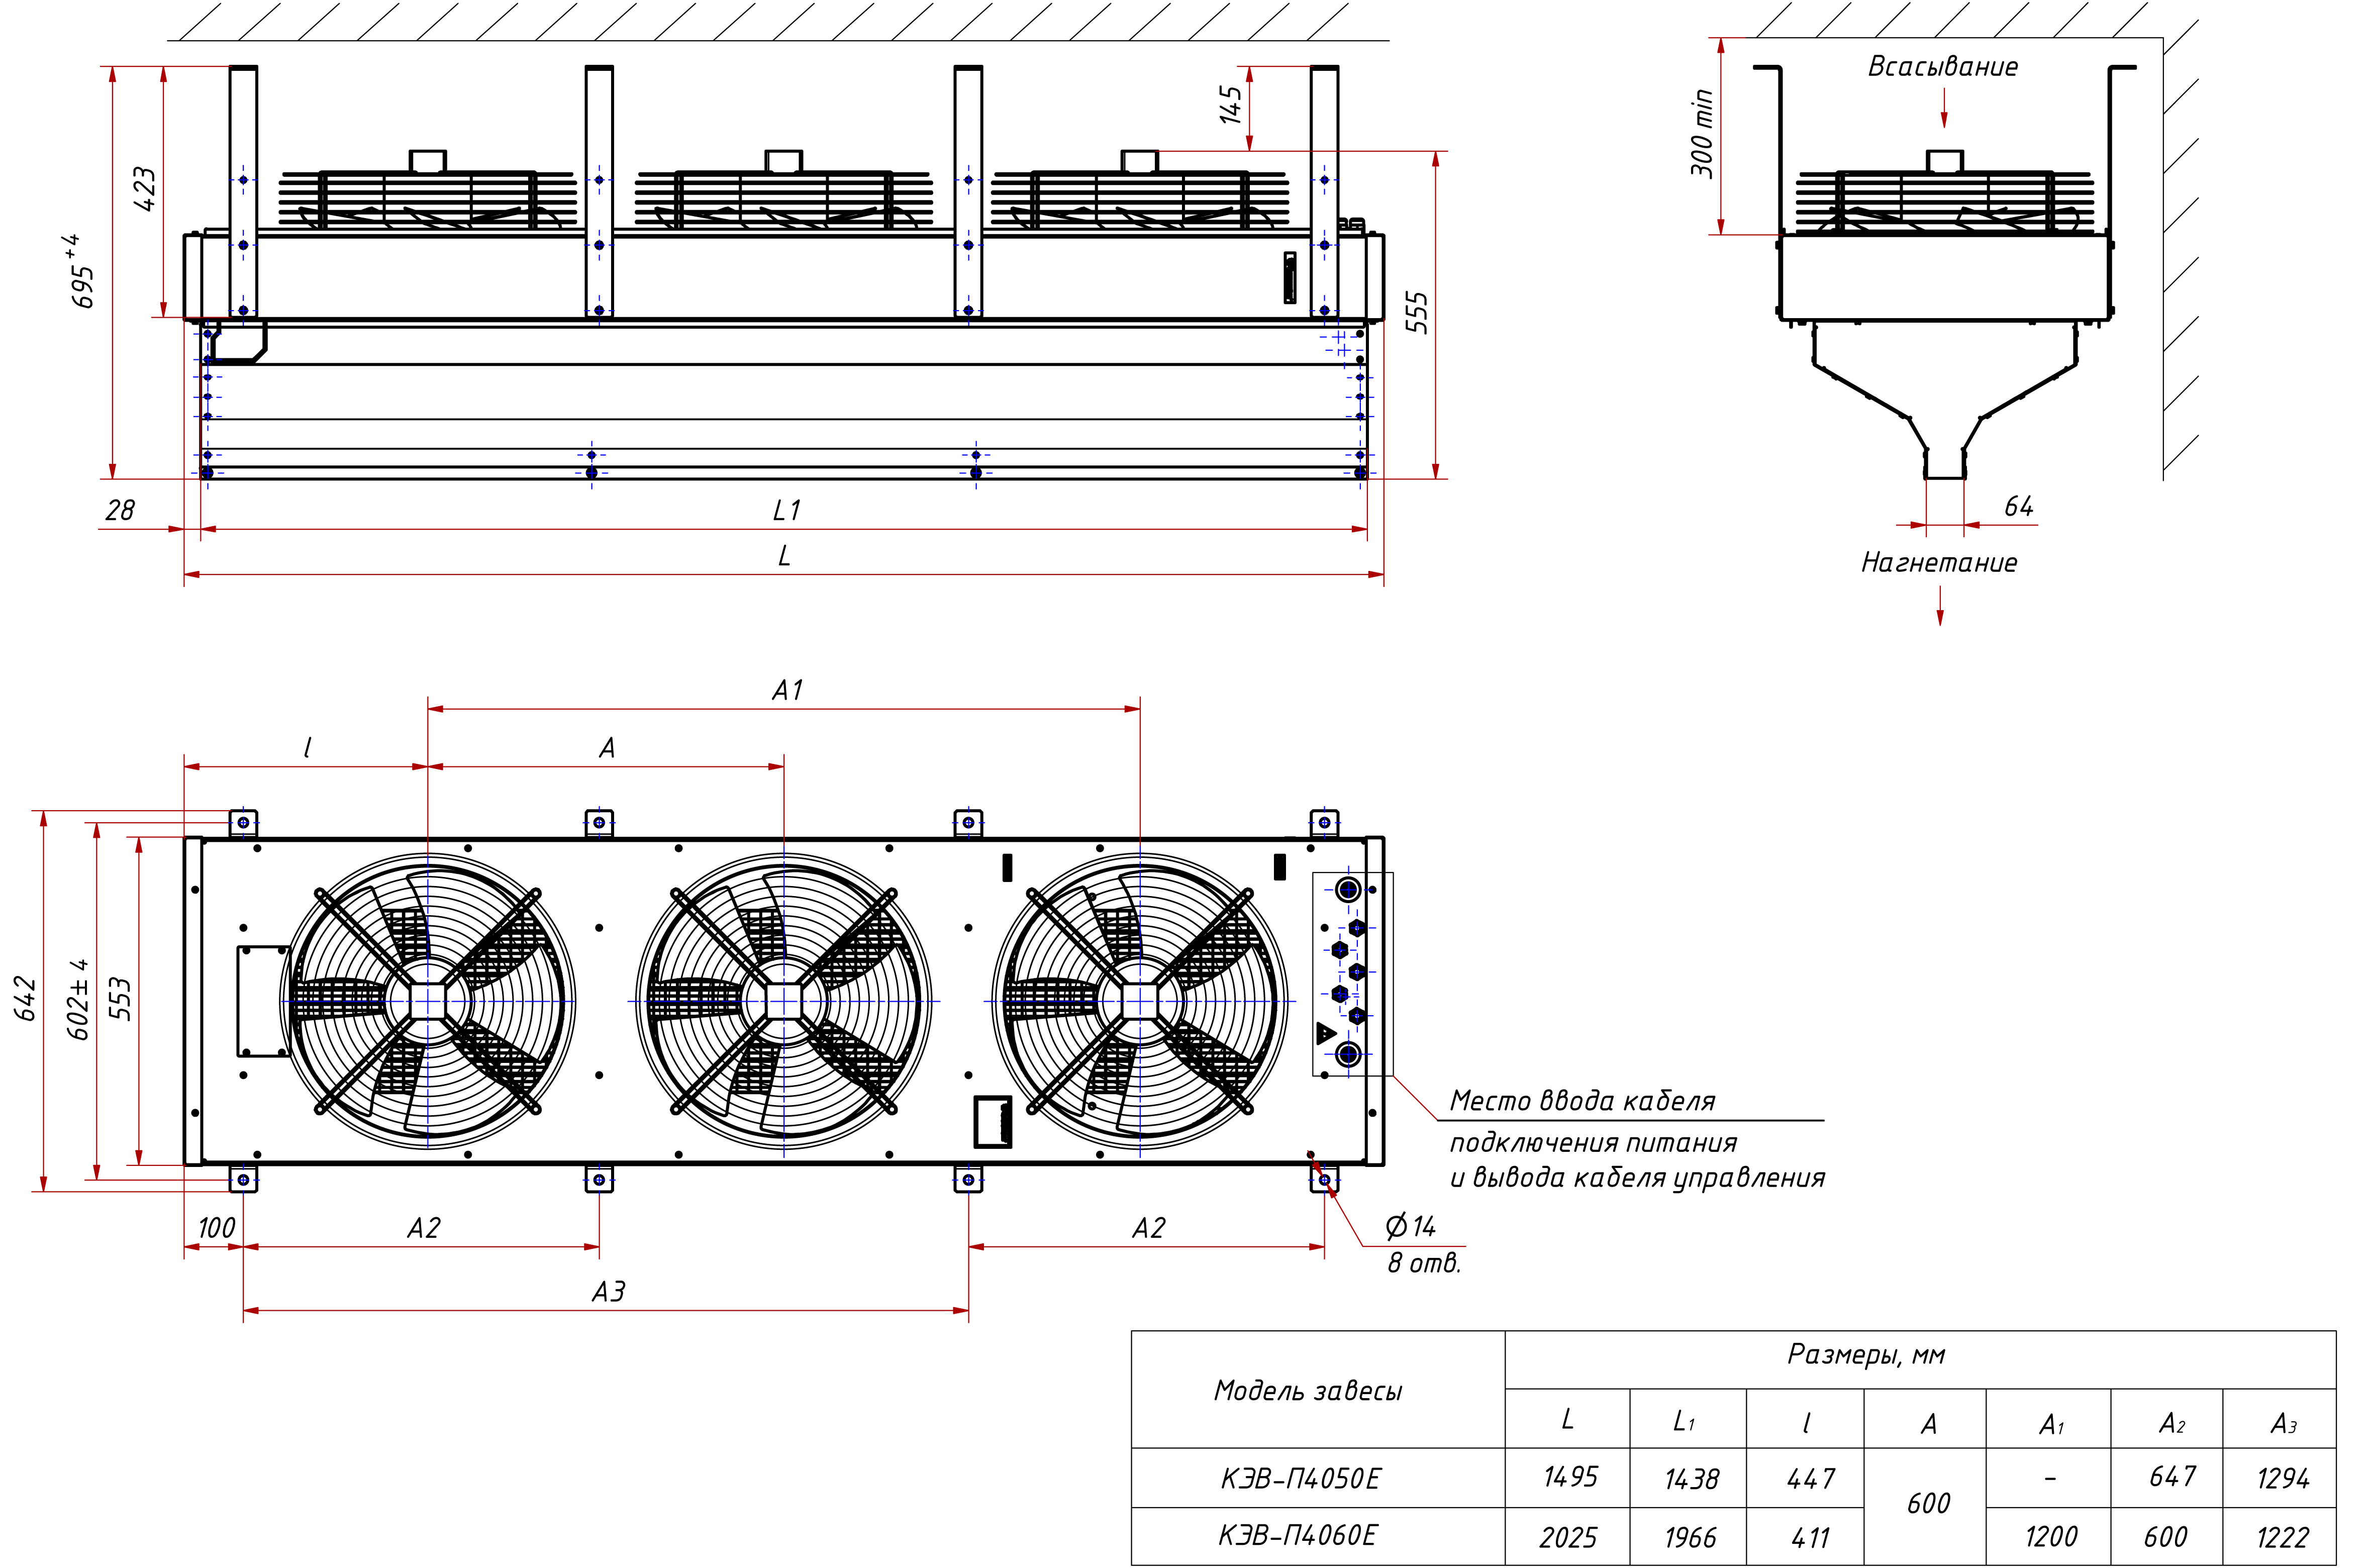 Всасывание
145
300 min
423
695 +4
555
28
L1
64
L
Нагнетание
A1
l
A
642
602± 4
553
Место ввода кабеля
подключения питания
и вывода кабеля управления
100
A2
A2
Ø14
8 отв.
A3
Модель завесы
Размеры, мм
L L1 l A A1 A2 A3
КЭВ-П4050Е 1495 1438 447 600 - 647 1294
КЭВ-П4060Е 2025 1966 411 1200 600 1222